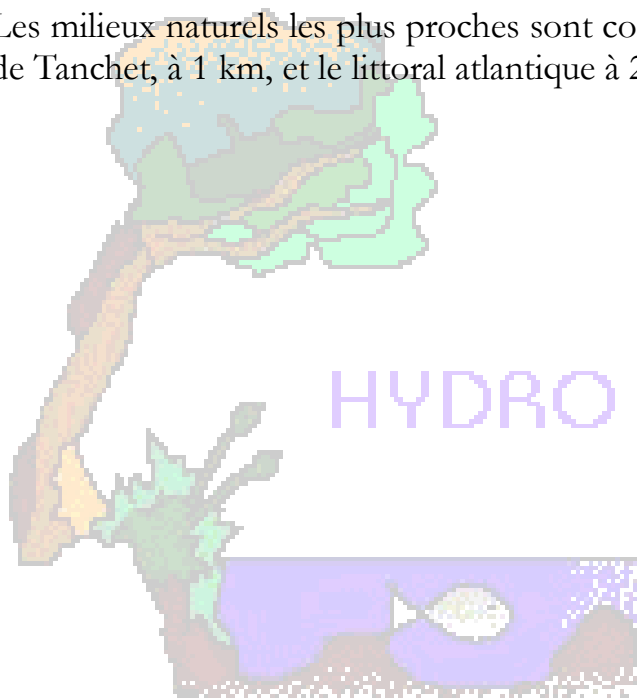 Les milieux naturels les plus proches sont co
de Tanchet, à 1 km, et le littoral atlantique à 2
HYDRO